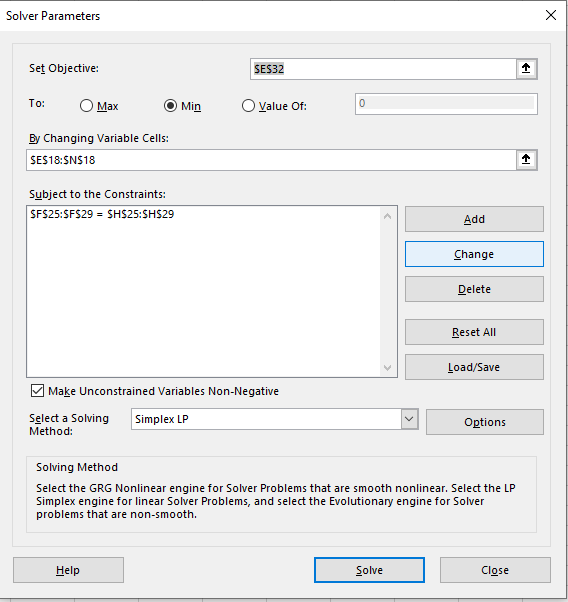 Solver Parameters
Set Objective:
$E$32
To:
Max
Min
Value Of:
0
By Changing Variable Cells:
$E$18:$N$18
Subject to the Constraints:
$F$25:$F$29 = $H$25:$H$29
Add
Change
Delete
Reset All
Load/Save
Make Unconstrained Variables Non-Negative
Select a Solving
Method:
Simplex LP
Options
Solving Method
Select the GRG Nonlinear engine for Solver Problems that are smooth nonlinear. Select the LP
Simplex engine for linear Solver Problems, and select the Evolutionary engine for Solver
problems that are non-smooth.
Help
Solve
Close